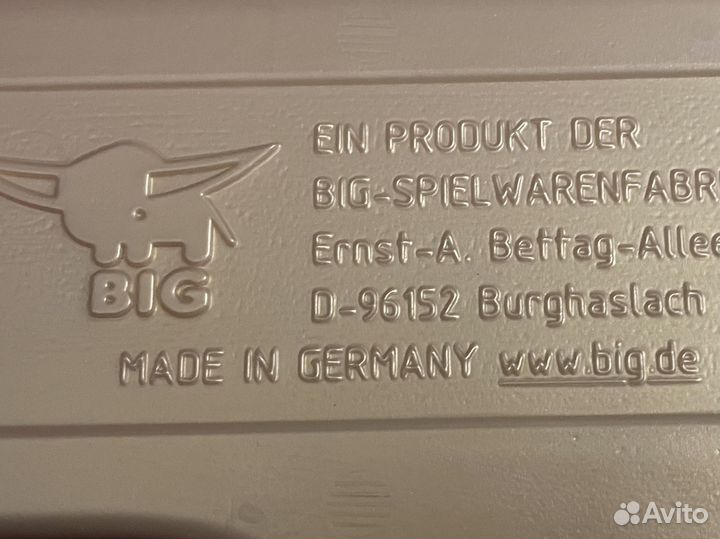 EIN PRODUKT DER
BIG-SPIELWARENFABR
Ernst-A. Bettag-Allee
D-96152 Burghaslach
BIG
MADE IN GERMANY www.big.de
Avito